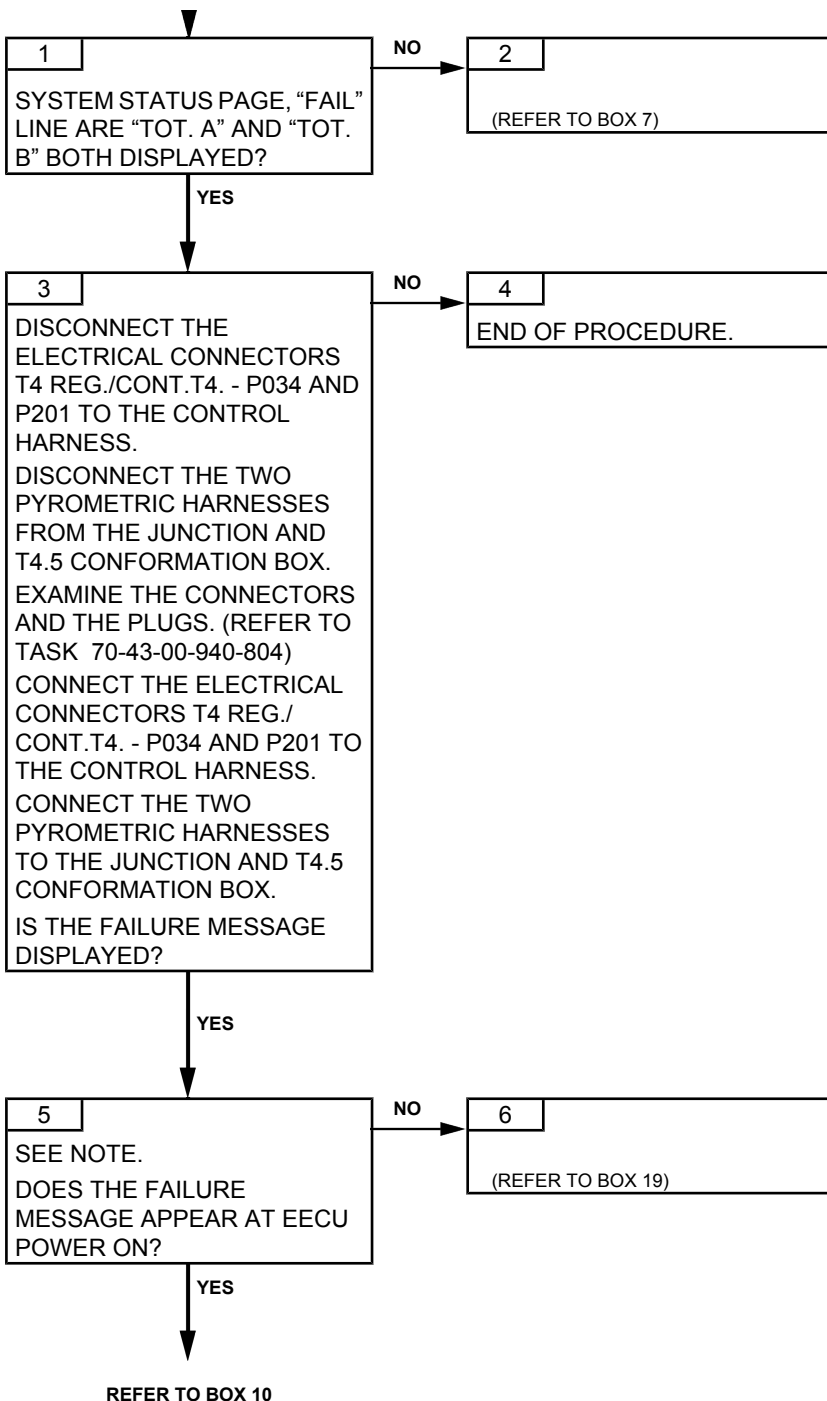 1
SYSTEM STATUS PAGE, “FAIL”
LINE ARE “TOT. A” AND “TOT.
B” BOTH DISPLAYED?
NO
2
(REFER TO BOX 7)
YES
3
DISCONNECT THE
ELECTRICAL CONNECTORS
T4 REG./CONT.T4. - P034 AND
P201 TO THE CONTROL
HARNESS.
DISCONNECT THE TWO
PYROMETRIC HARNESSES
FROM THE JUNCTION AND
T4.5 CONFORMATION BOX.
EXAMINE THE CONNECTORS
AND THE PLUGS. (REFER TO
TASK 70-43-00-940-804)
CONNECT THE ELECTRICAL
CONNECTORS T4 REG./
CONT.T4. - P034 AND P201 TO
THE CONTROL HARNESS.
CONNECT THE TWO
PYROMETRIC HARNESSES
TO THE JUNCTION AND T4.5
CONFORMATION BOX.
IS THE FAILURE MESSAGE
DISPLAYED?
NO
4
END OF PROCEDURE.
YES
5
SEE NOTE.
DOES THE FAILURE
MESSAGE APPEAR AT EECU
POWER ON?
NO
6
(REFER TO BOX 19)
YES
REFER TO BOX 10